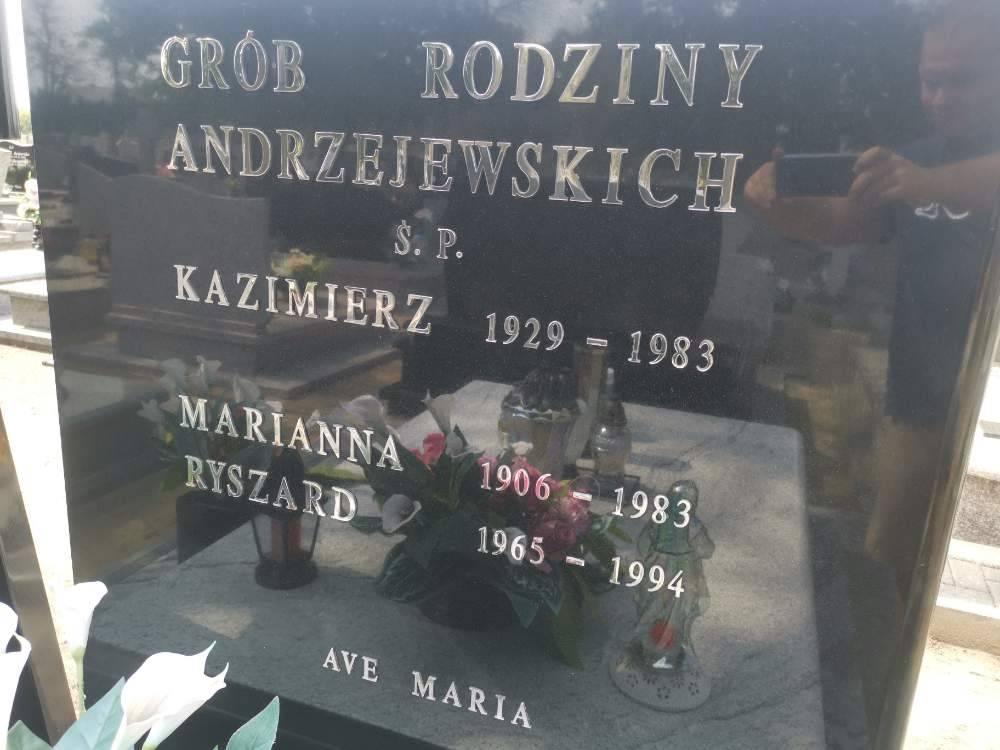 GRÓB RODZINY
ANDRZEJEWSKICH
Ś. P.
KAZIMIERZ 1929 – 1983
MARIANNA 1906 – 1983
RYSZARD 1965 – 1994
AVE MARIA